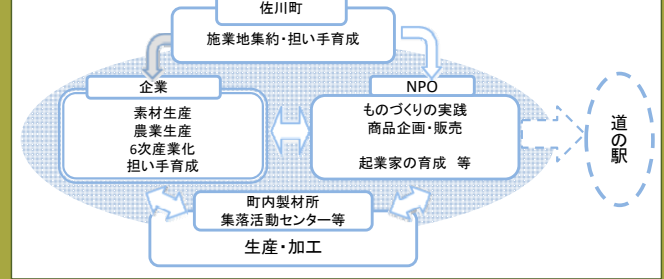 佐川町
施業地集約・担い手育成
企業
素材生産
農業生産
6次産業化
担い手育成
NPO
ものづくりの実践
商品企画・販売
起業家の育成 等
道の駅
町内製材所
集落活動センター等
生産・加工